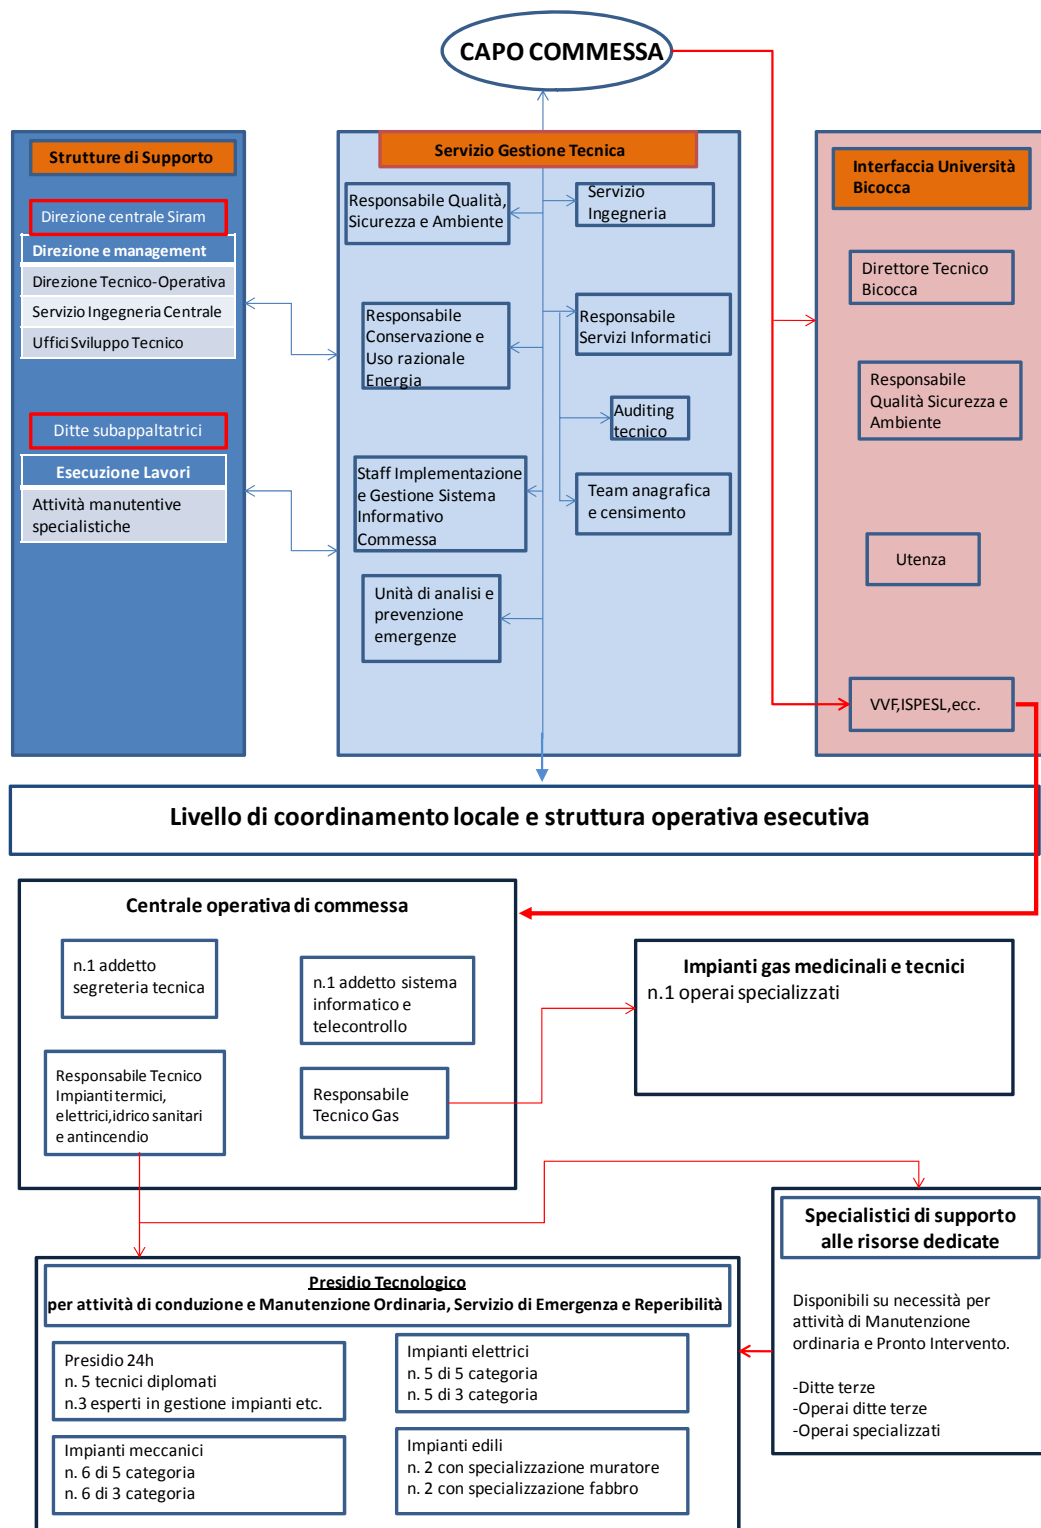 CAPO COMMESSA
Strutture di Supporto
Direzione centrale Siram
Direzione e management
Direzione Tecnico-Operativa
Servizio Ingegneria Centrale
Uffici Sviluppo Tecnico
Ditte subappaltatrici
Esecuzione Lavori
Attività manutentive
specialistiche
Servizio Gestione Tecnica
Responsabile Qualità,
Sicurezza e Ambiente
Servizio
Ingegneria
Responsabile
Conservazione e
Uso razionale
Energia
Responsabile
Servizi Informatici
Auditing
tecnico
Staff Implementazione
e Gestione Sistema
Informativo
Commessa
Team anagrafica
e censimento
Unità di analisi e
prevenzione
emergenze
Interfaccia Università
Bicocca
Direttore Tecnico
Bicocca
Responsabile
Qualità Sicurezza e
Ambiente
Utenza
VVF,ISPESL,ecc.
Livello di coordinamento locale e struttura operativa esecutiva
Centrale operativa di commessa
n.1 addetto
segreteria tecnica
n.1 addetto sistema
informatico e
telecontrollo
Responsabile Tecnico
Impianti termici,
elettrici,idrico sanitari
e antincendio
Responsabile
Tecnico Gas
Impianti gas medicinali e tecnici
n.1 operai specializzati
Specialistici di supporto
alle risorse dedicate
Disponibili su necessità per
attività di Manutenzione
ordinaria e Pronto Intervento.
-Ditte terze
-Operai ditte terze
-Operai specializzati
Presidio Tecnologico
per attività di conduzione e Manutenzione Ordinaria, Servizio di Emergenza e Reperibilità
Presidio 24h
n. 5 tecnici diplomati
n.3 esperti in gestione impianti etc.
Impianti elettrici
n. 5 di 5 categoria
n. 5 di 3 categoria
Impianti meccanici
n. 6 di 5 categoria
n. 6 di 3 categoria
Impianti edili
n. 2 con specializzazione muratore
n. 2 con specializzazione fabbro